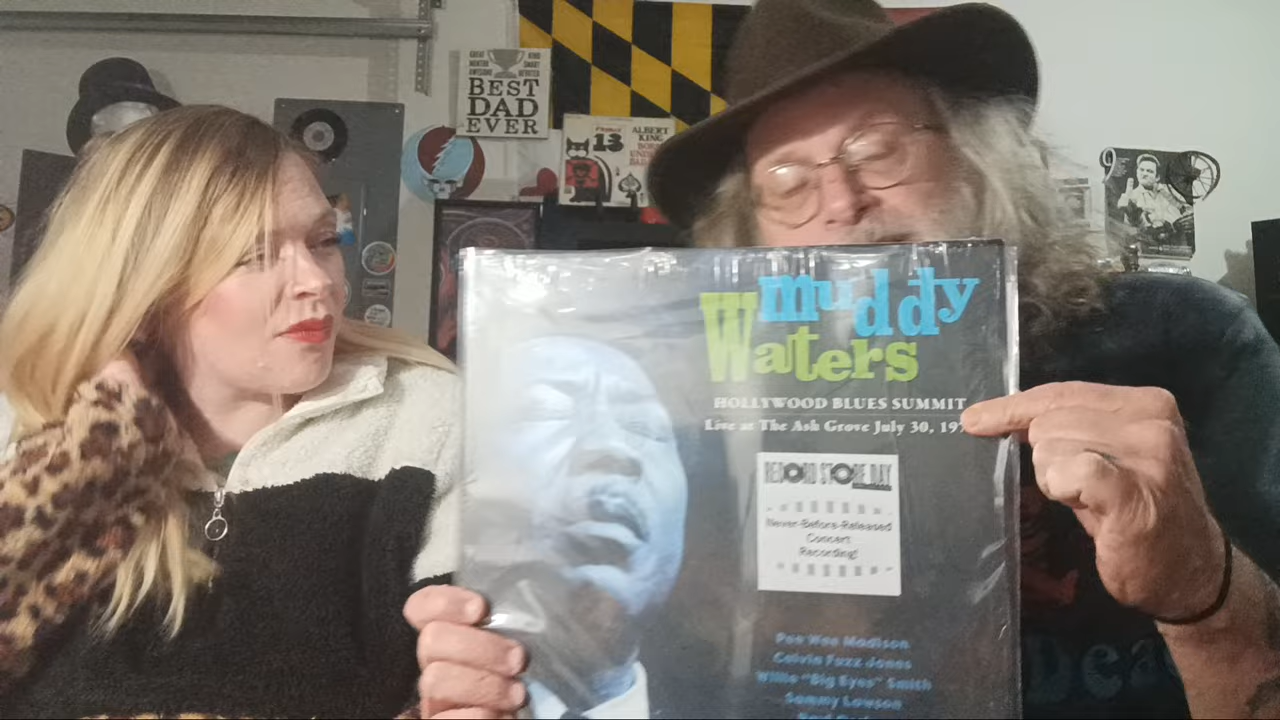 BEST
DAD
EVER
13
ALBERT
KING
muddy
Waters
HOLLYWOOD BLUES SUMMIT
Live at The Ash Grove July 30, 197
RECORD STORE DAY
Never-Before-Released
Concert
Recording!
Pee Wee Madison
Calvin Fuzz Jones
Willie "Big Eyes" Smith
Sammy Lawson
Dea